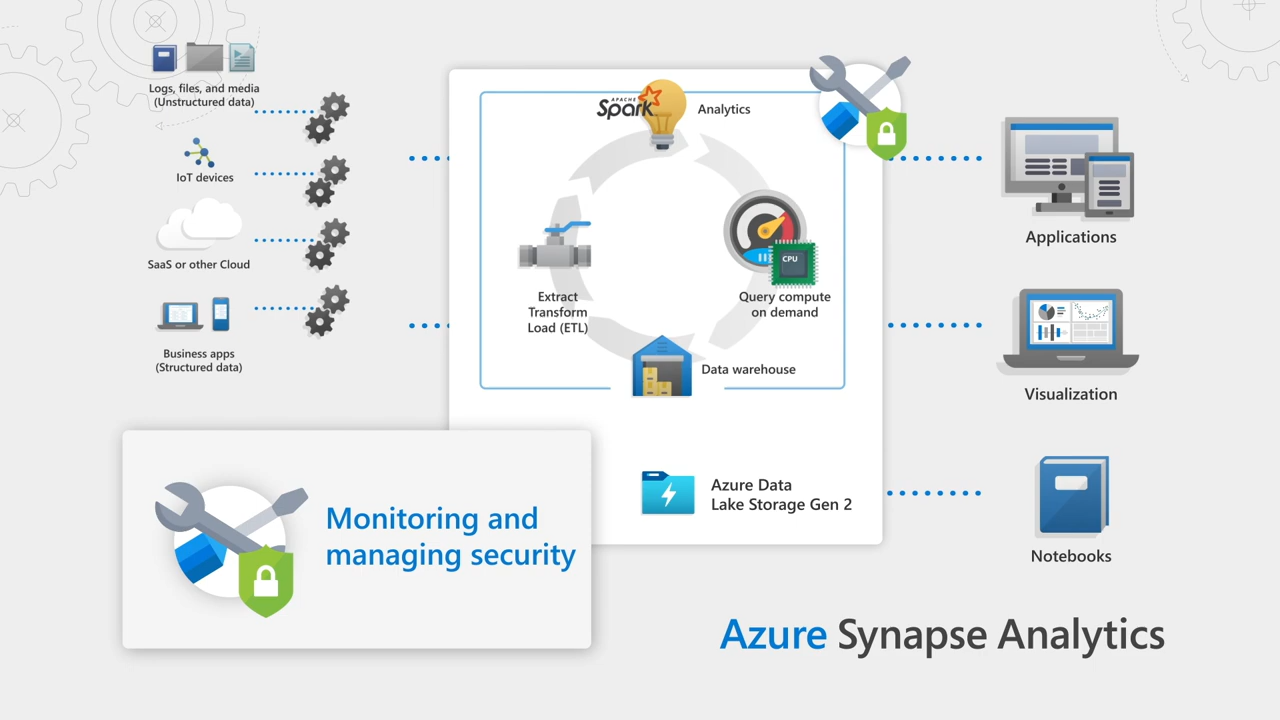 Logs, files, and media
(Unstructured data)
IoT devices
SaaS or other Cloud
Business apps
(Structured data)
APACHE
Spark
Analytics
Extract
Transform
Load (ETL)
CPU
Query compute
on demand
Data warehouse
Azure Data
Lake Storage Gen 2
Monitoring and
managing security
Applications
Visualization
Notebooks
Azure Synapse Analytics